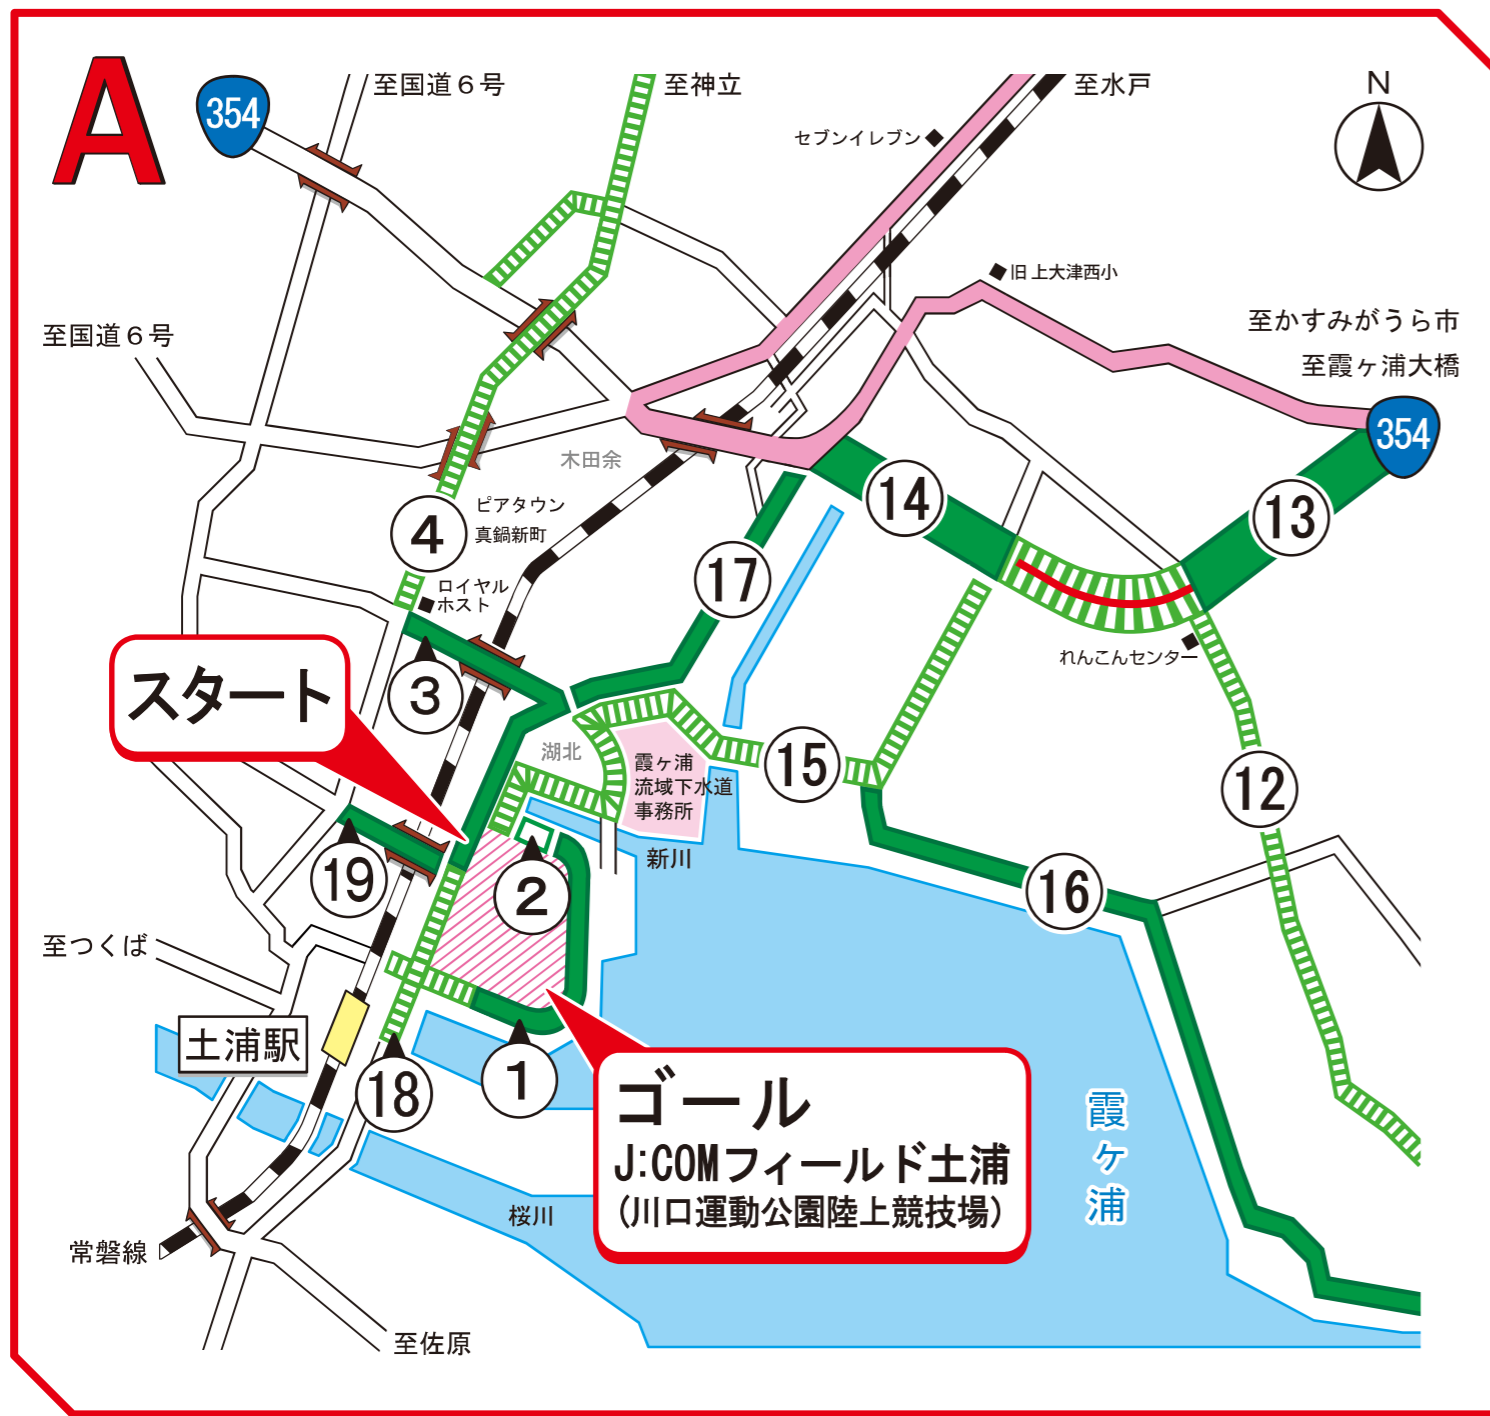 A
354
至国道６号
至神立
至水戸
N
セブンイレブン
旧 上大津西小
至国道６号
至かすみがうら市
至霞ヶ浦大橋
354
木田余
14
13
4
ピアタウン
真鍋新町
17
ロイヤル
ホスト
れんこんセンター
スタート
3
湖北
霞ヶ浦
流域下水道
事務所
15
12
新川
19
2
16
至つくば
土浦駅
18
1
ゴール
J:COMフィールド土浦
(川口運動公園陸上競技場)
霞ヶ浦
桜川
常磐線
至佐原